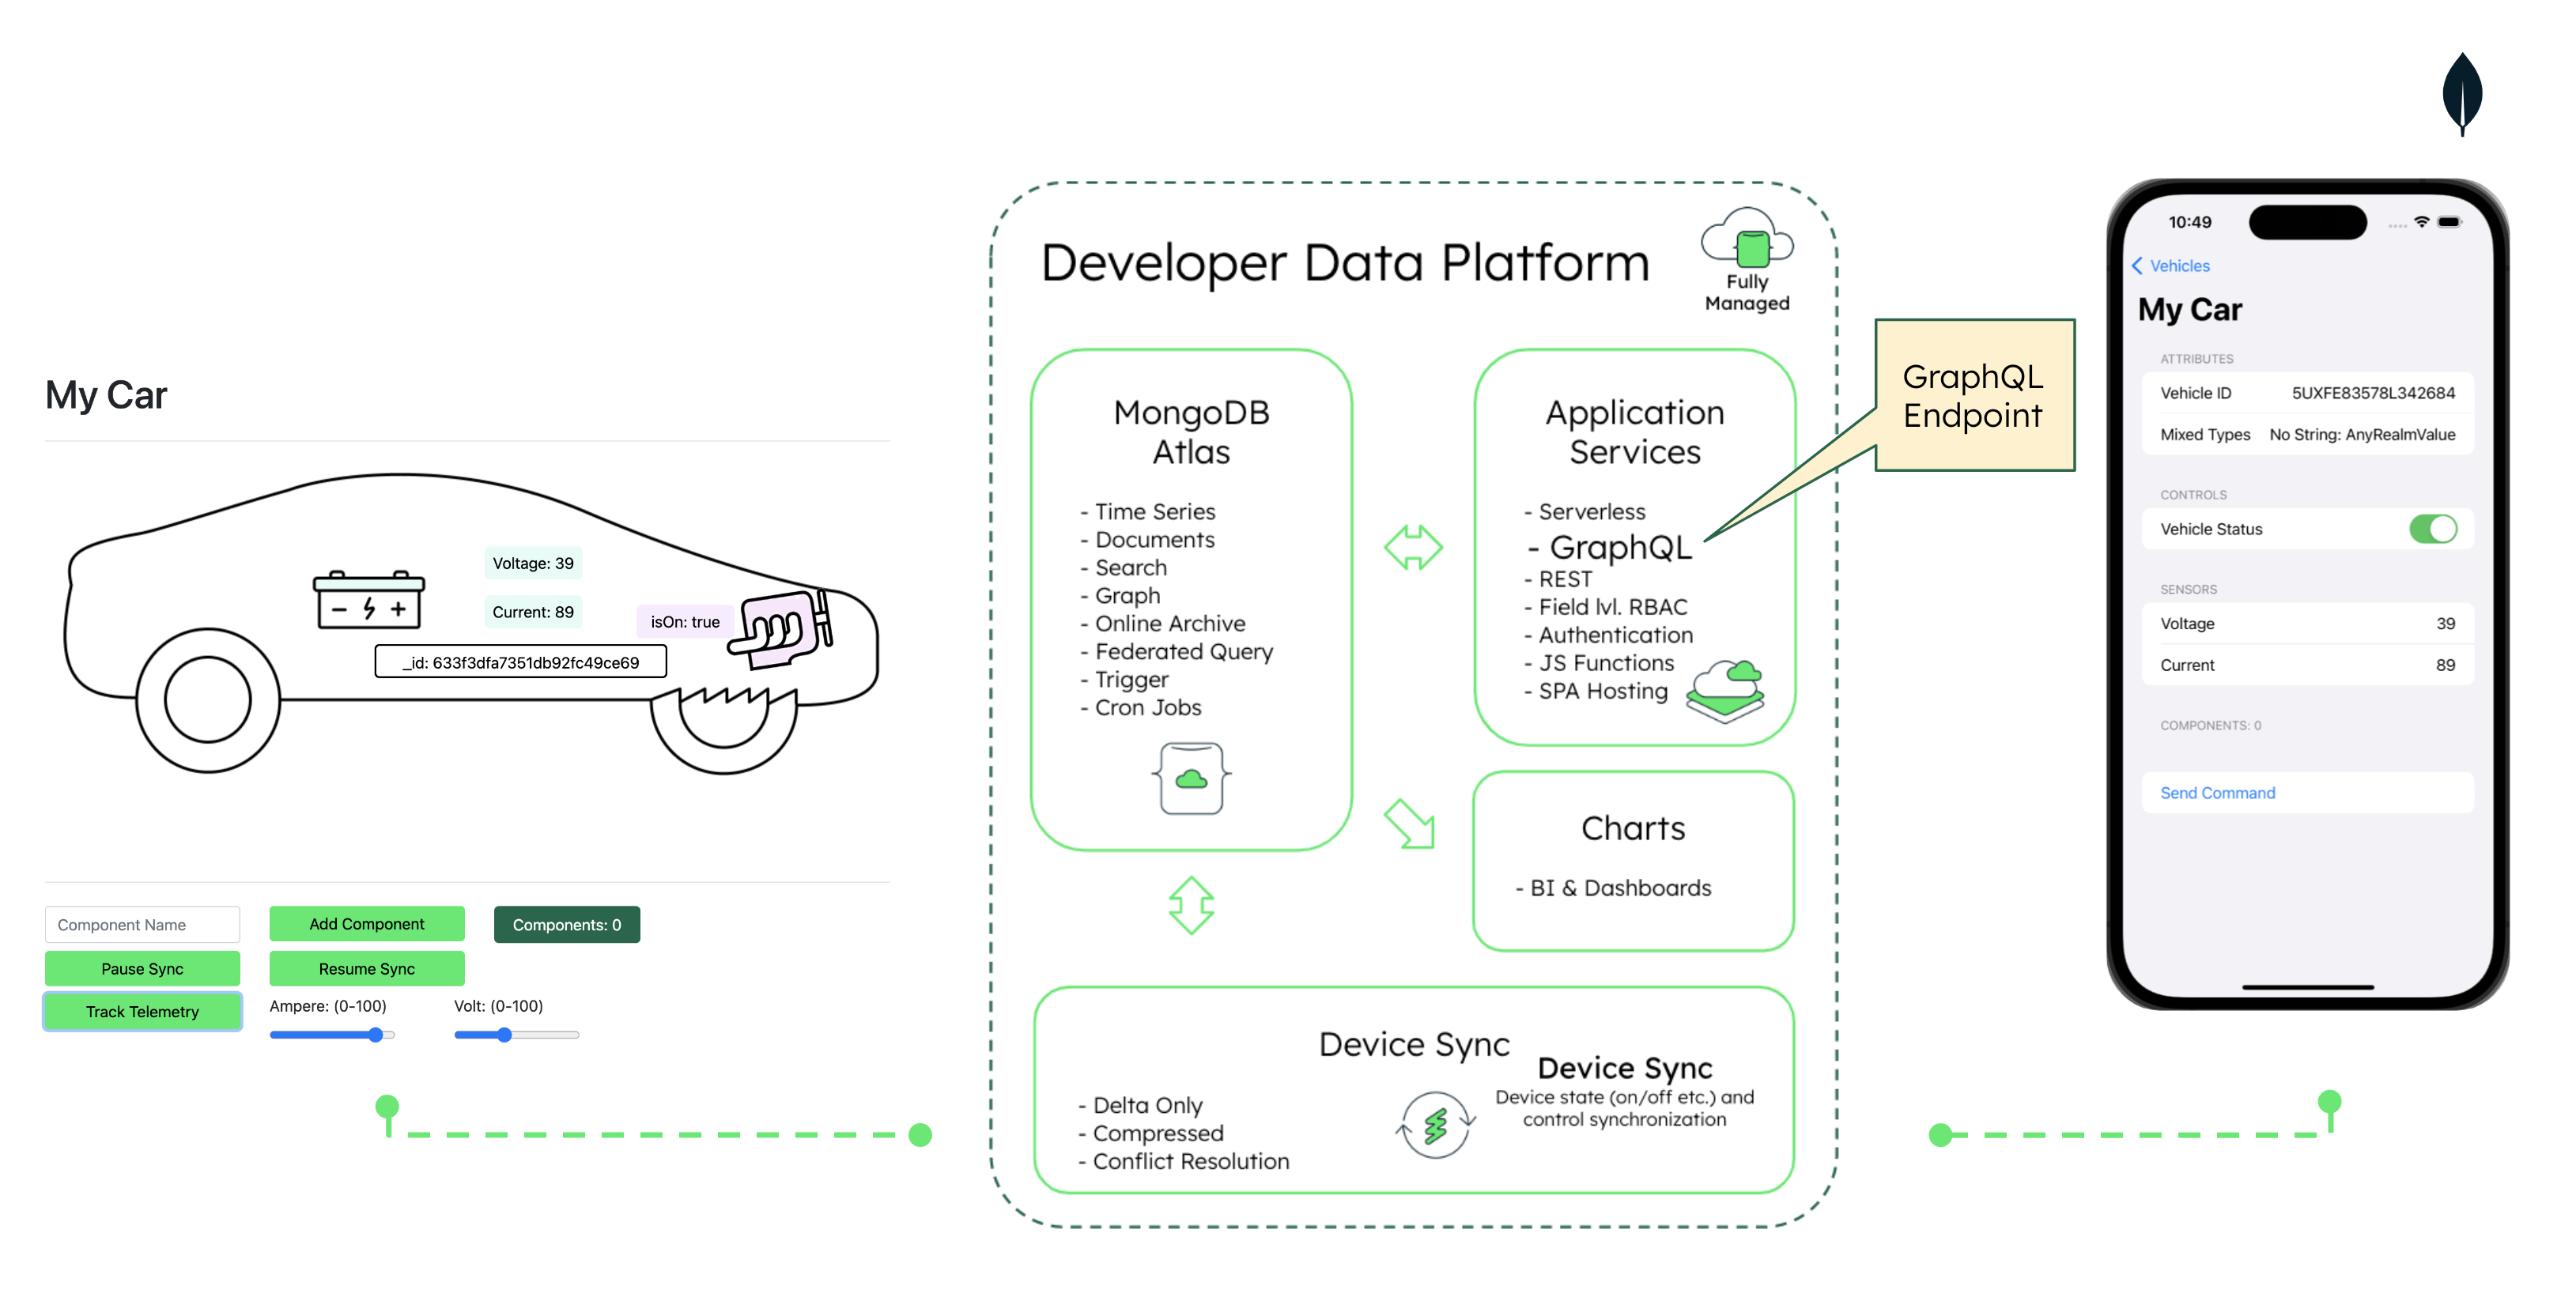 My Car
Voltage: 39
Current: 89
isOn: true
_id: 633f3dfa7351db92fc49ce69
Component Name
Add Component
Components: 0
Pause Sync
Resume Sync
Track Telemetry
Ampere: (0-100)
Volt: (0-100)
Developer Data Platform
Fully
Managed
MongoDB
Atlas
- Time Series
- Documents
- Search
- Graph
- Online Archive
- Federated Query
- Trigger
- Cron Jobs
Application
Services
- Serverless
- GraphQL
- REST
- Field lvl. RBAC
- Authentication
- JS Functions
- SPA Hosting
GraphQL
Endpoint
Charts
- BI & Dashboards
Device Sync
- Delta Only
- Compressed
- Conflict Resolution
Device Sync
Device state (on/off etc.) and
control synchronization
10:49
Vehicles
My Car
ATTRIBUTES
Vehicle ID 5UXFE83578L342684
Mixed Types No String: AnyRealmValue
CONTROLS
Vehicle Status
SENSORS
Voltage 39
Current 89
COMPONENTS: 0
Send Command